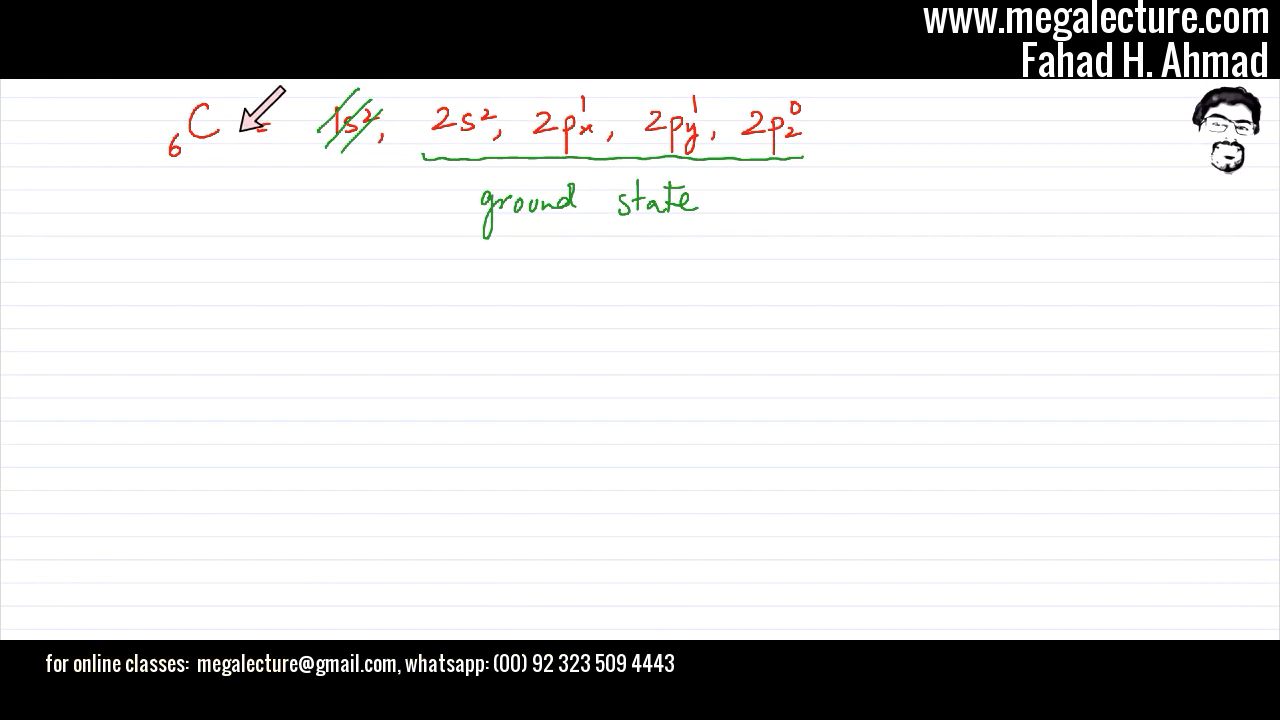 www.megalecture.com
Fahad H. Ahmad
₆C = 1s², 2s², 2pₓ¹, 2py¹, 2pz⁰
ground state
for online classes: megalecture@gmail.com, whatsapp: (00) 92 323 509 4443